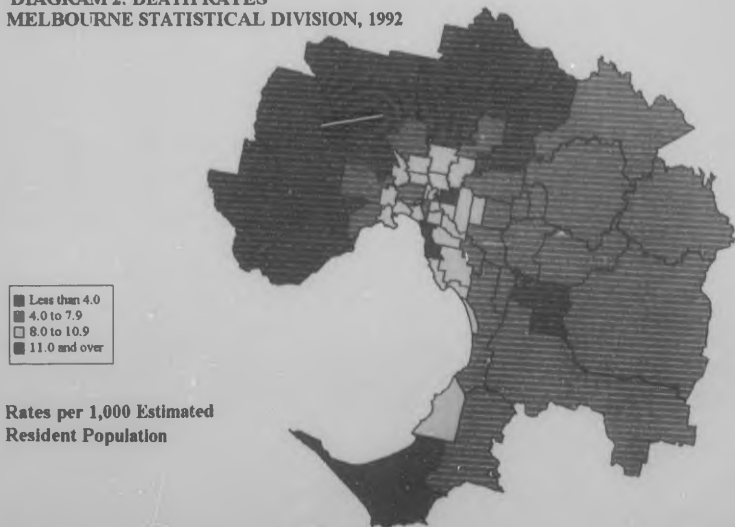 DIAGRAM 2: DEATH RATES
MELBOURNE STATISTICAL DIVISION, 1992
Less than 4.0
4.0 to 7.9
8.0 to 10.9
11.0 and over
Rates per 1,000 Estimated
Resident Population